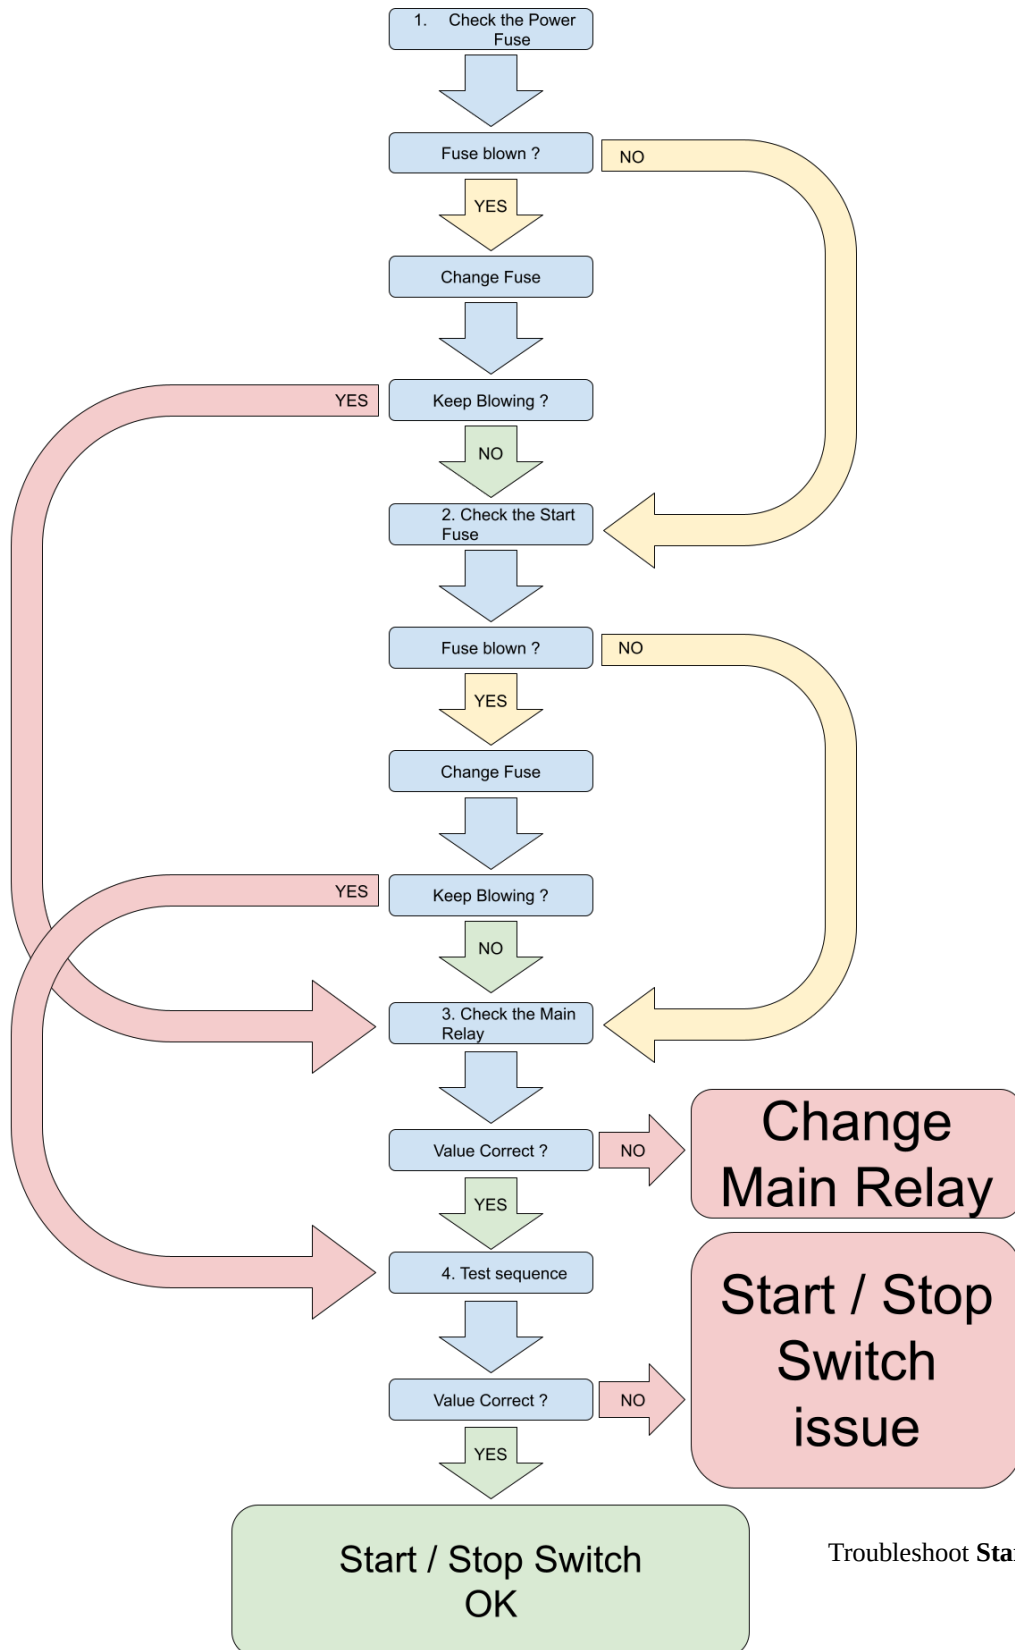 1. Check the Power
Fuse
Fuse blown ?
NO
YES
Change Fuse
YES
Keep Blowing ?
NO
2. Check the Start
Fuse
Fuse blown ?
NO
YES
Change Fuse
YES
Keep Blowing ?
NO
3. Check the Main
Relay
Value Correct ?
NO
Change
Main Relay
YES
4. Test sequence
Start / Stop
Switch
issue
Value Correct ?
NO
YES
Start / Stop Switch
OK
Troubleshoot